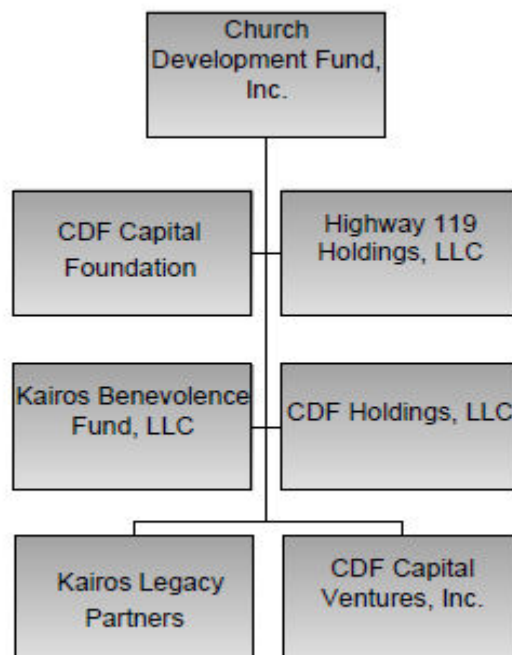 Church
Development Fund,
Inc.
CDF Capital
Foundation
Highway 119
Holdings, LLC
Kairos Benevolence
Fund, LLC
CDF Holdings, LLC
Kairos Legacy
Partners
CDF Capital
Ventures, Inc.